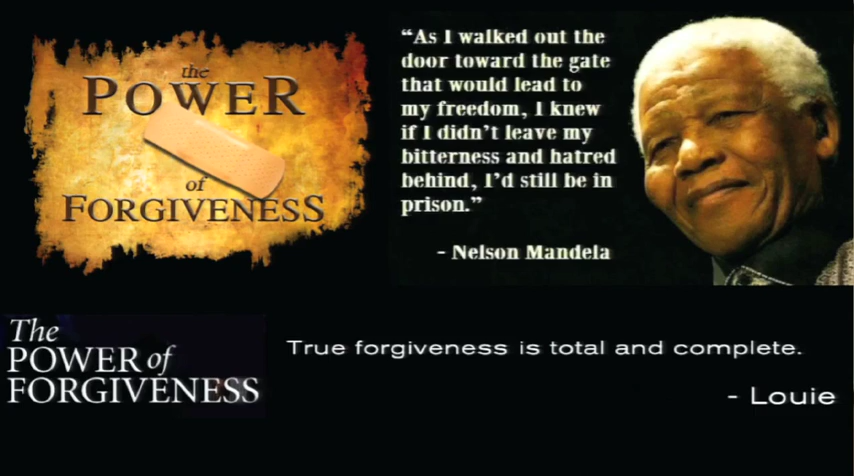 the
POWER
of
FORGIVENESS
“As I walked out the
door toward the gate
that would lead to
my freedom, I knew
if I didn’t leave my
bitterness and hatred
behind, I’d still be in
prison.”
- Nelson Mandela
The
POWER of
FORGIVENESS
True forgiveness is total and complete.
- Louie